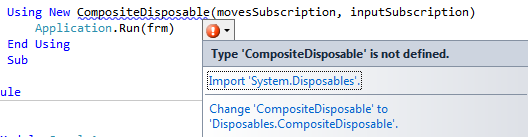 Using New CompositeDisposable(movesSubscription, inputSubscription)
Application.Run(frm)
End Using
Sub
Type 'CompositeDisposable' is not defined.
Import 'System.Disposables'.
ule
Change 'CompositeDisposable' to
'Disposables.CompositeDisposable'.